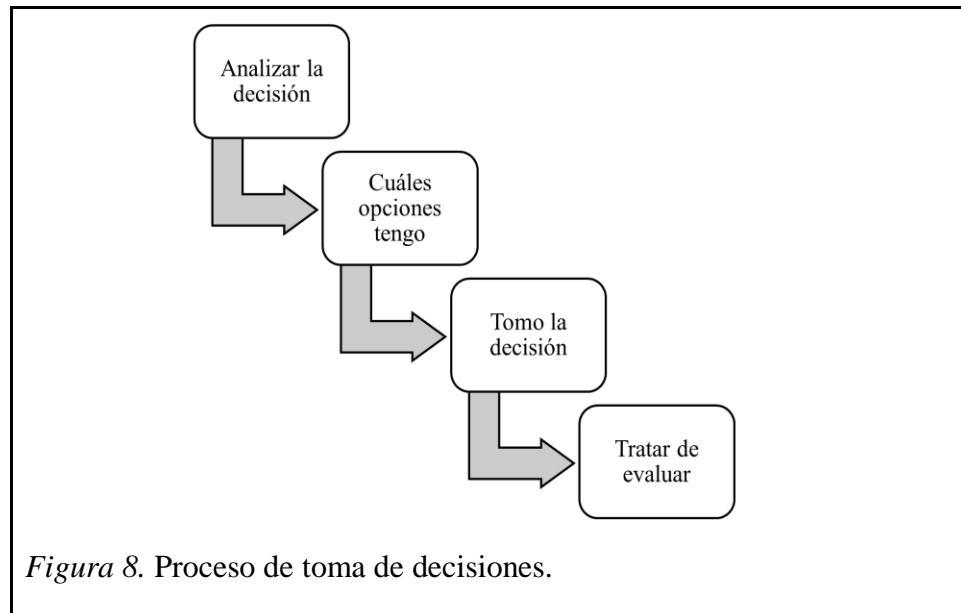 Analizar la
decisión
Cuáles
opciones
tengo
Tomo la
decisión
Tratar de
evaluar
Figura 8. Proceso de toma de decisiones.